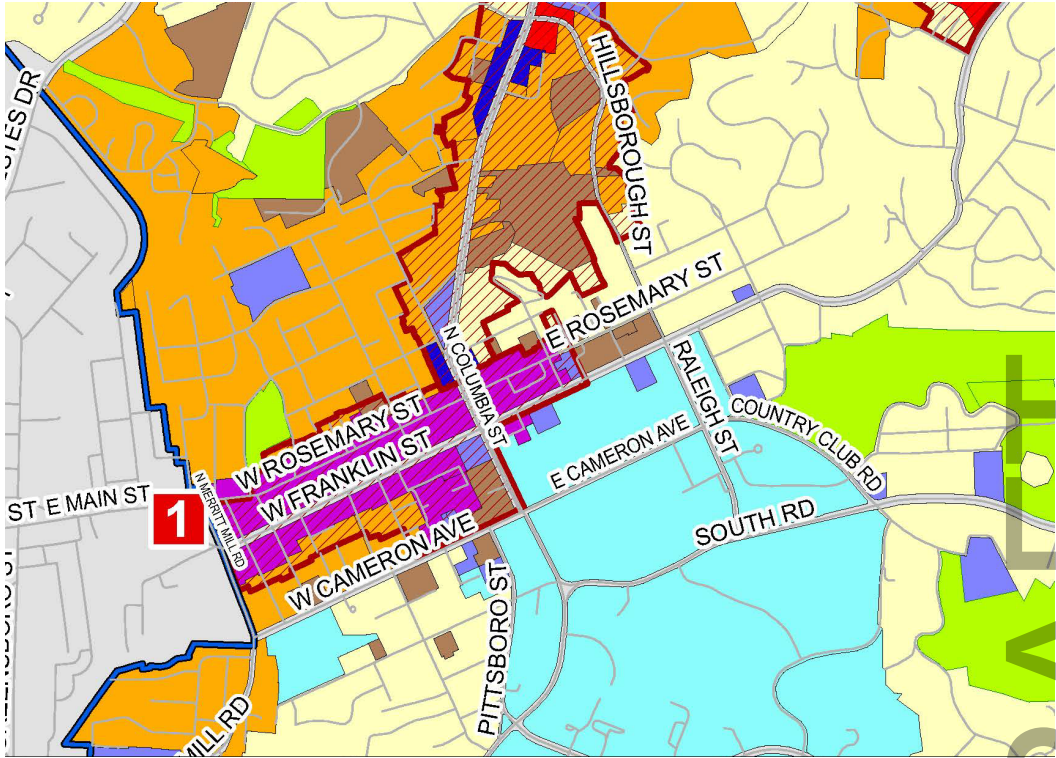 HILLSBOROUGH ST
E ROSEMARY ST
N COLUMBIA ST
RALEIGH ST
COUNTRY CLUB RD
W ROSEMARY ST
W FRANKLIN ST
E CAMERON AVE
N MERRITT MILL RD
ST E MAIN ST
1
SOUTH RD
W CAMERON AVE
PITTSBORO ST
MILL RD